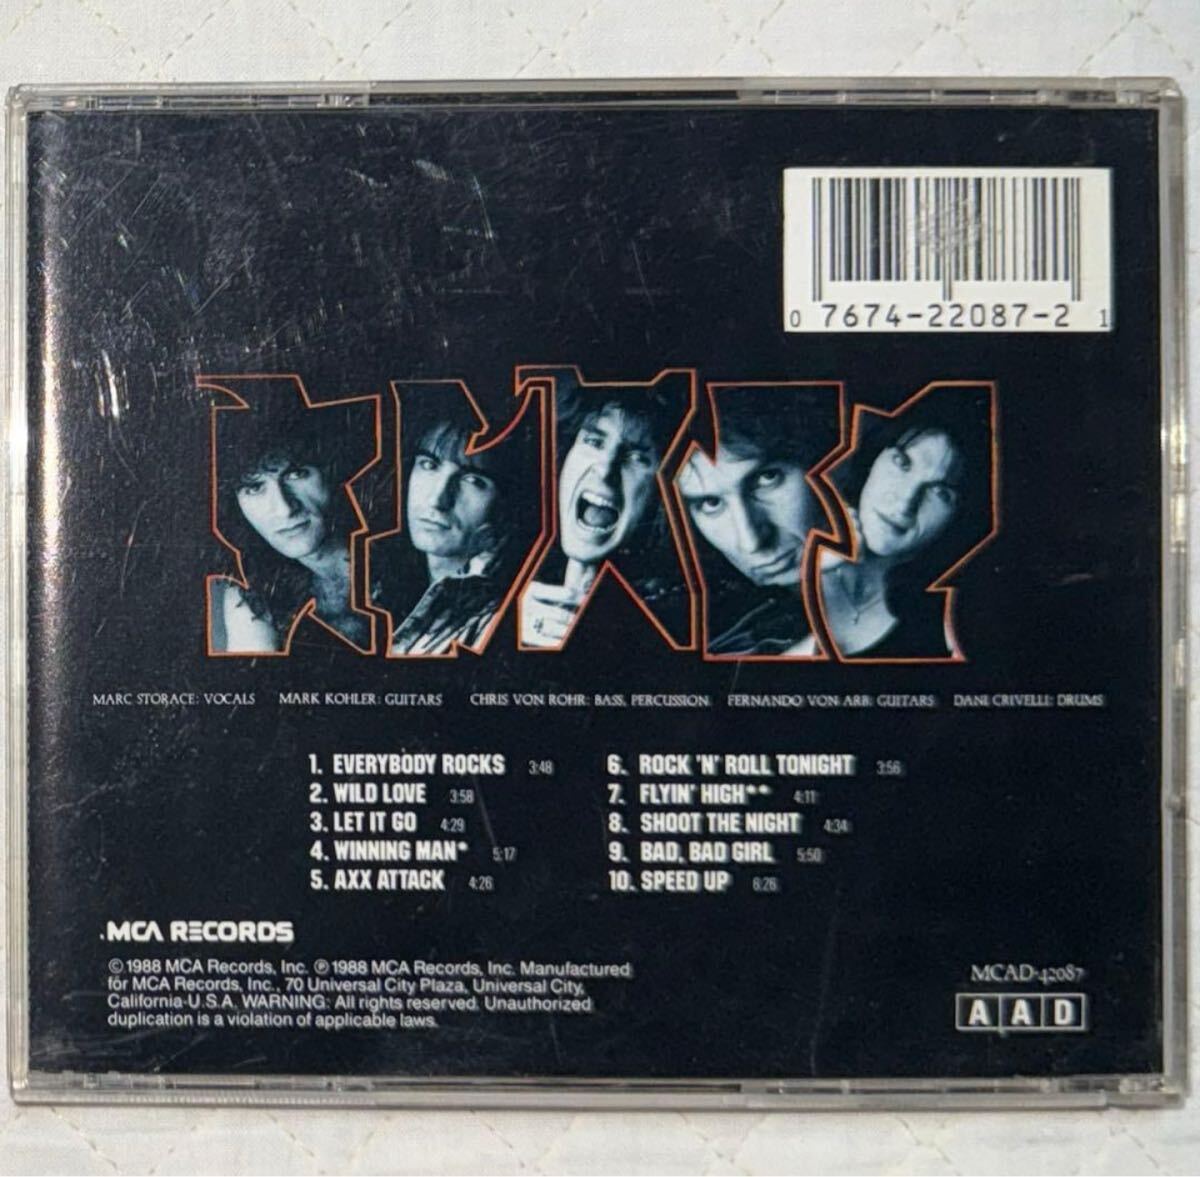 0 7674-22087-2 1
MARC STORACE: VOCALS MARK KOHLER: GUITARS CHRIS VON ROHR: BASS, PERCUSSION FERNANDO VON ARB: GUITARS DANI CRIVELLI: DRUMS
1. EVERYBODY ROCKS 3:48
2. WILD LOVE 3:58
3. LET IT GO 4:29
4. WINNING MAN* 5:17
5. AXX ATTACK 4:26
6. ROCK 'N' ROLL TONIGHT 3:56
7. FLYIN' HIGH** 4:11
8. SHOOT THE NIGHT 4:34
9. BAD, BAD GIRL 5:50
10. SPEED UP 6:26
MCA RECORDS
© 1988 MCA Records, Inc. ℗ 1988 MCA Records, Inc. Manufactured
for MCA Records, Inc., 70 Universal City Plaza, Universal City,
California-U.S.A. WARNING: All rights reserved. Unauthorized
duplication is a violation of applicable laws.
MCAD-42087
AAD